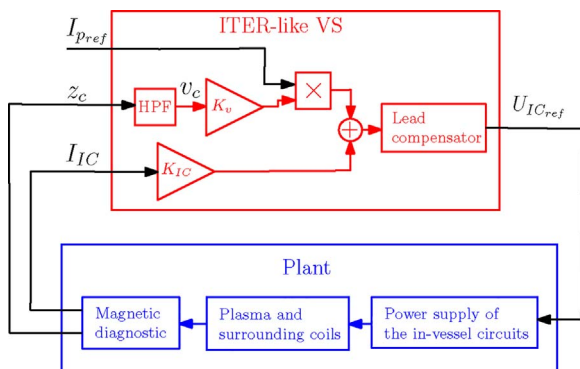 ITER-like VS
I_{p_{ref}}
z_c
HPF
v_c
K_v
×
+
Lead
compensator
U_{IC_{ref}}
I_{IC}
K_{IC}
Plant
Magnetic
diagnostic
Plasma and
surrounding coils
Power supply of
the in-vessel circuits